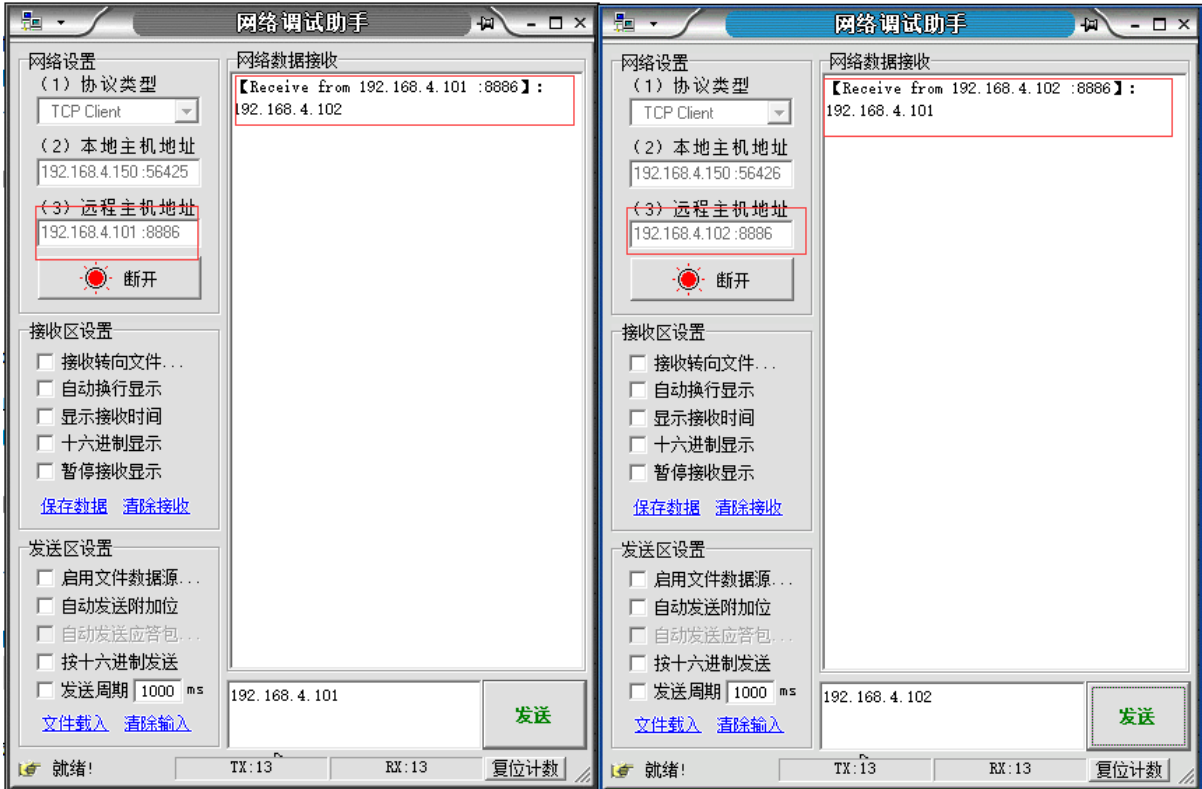 网络调试助手
网络设置
(1) 协议类型
TCP Client
(2) 本地主机地址
192.168.4.150 :56425
(3) 远程主机地址
192.168.4.101 :8886
断开
接收区设置
接收转向文件...
自动换行显示
显示接收时间
十六进制显示
暂停接收显示
保存数据 清除接收
发送区设置
启用文件数据源...
自动发送附加位
自动发送应答包...
按十六进制发送
发送周期 1000 ms
文件载入 清除输入
网络数据接收
【Receive from 192.168.4.101 :8886】:
192.168.4.102
192.168.4.101
发送
就绪! TX:13 RX:13 复位计数
网络调试助手
网络设置
(1) 协议类型
TCP Client
(2) 本地主机地址
192.168.4.150 :56426
(3) 远程主机地址
192.168.4.102 :8886
断开
接收区设置
接收转向文件...
自动换行显示
显示接收时间
十六进制显示
暂停接收显示
保存数据 清除接收
发送区设置
启用文件数据源...
自动发送附加位
自动发送应答包...
按十六进制发送
发送周期 1000 ms
文件载入 清除输入
网络数据接收
【Receive from 192.168.4.102 :8886】:
192.168.4.101
192.168.4.102
发送
就绪! TX:13 RX:13 复位计数